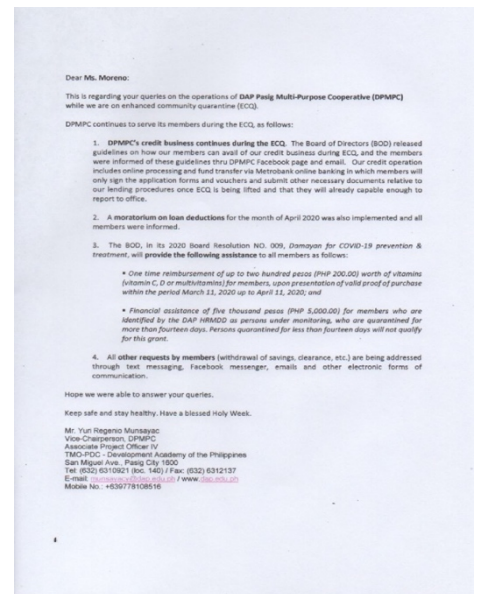 Dear Ms. Moreno:
This is regarding your queries on the operations of DAP Pasig Multi-Purpose Cooperative (DPMPC)
while we are on enhanced community quarantine (ECQ).
DPMPC continues to serve its members during the ECQ, as follows:
1. DPMPC's credit business continues during the ECQ. The Board of Directors (BOD) released
guidelines on how our members can avail of our credit business during ECQ, and the members
were informed of these guidelines thru DPMPC Facebook page and email. Our credit operation
includes online processing and fund transfer via Metrobank online banking in which members will
only sign the application forms and vouchers and submit other necessary documents relative to
our lending procedures once ECQ is being lifted and that they will already capable enough to
report to office.
2. A moratorium on loan deductions for the month of April 2020 was also implemented and all
members were informed.
3. The BOD, in its 2020 Board Resolution NO. 009, Damayan for COVID-19 prevention &
treatment, will provide the following assistance to all members as follows:
▪ One time reimbursement of up to two hundred pesos (PHP 200.00) worth of vitamins
(vitamin C, D or multivitamins) for members, upon presentation of valid proof of purchase
within the period March 11, 2020 up to April 11, 2020; and
▪ Financial assistance of five thousand pesos (PHP 5,000.00) for members who are
identified by the DAP HRMDD as persons under monitoring, who are quarantined for
more than fourteen days. Persons quarantined for less than fourteen days will not qualify
for this grant.
4. All other requests by members (withdrawal of savings, clearance, etc.) are being addressed
through text messaging, Facebook messenger, emails and other electronic forms of
communication.
Hope we were able to answer your queries.
Keep safe and stay healthy. Have a blessed Holy Week.
Mr. Yuri Regenio Munsayac
Vice-Chairperson, DPMPC
Associate Project Officer IV
TMO-PDC - Development Academy of the Philippines
San Miguel Ave., Pasig City 1600
Tel: (632) 6310921 (loc. 140) / Fax: (632) 6312137
E-mail: munsayacy@dap.edu.ph / www.dap.edu.ph
Mobile No.: +639778108516